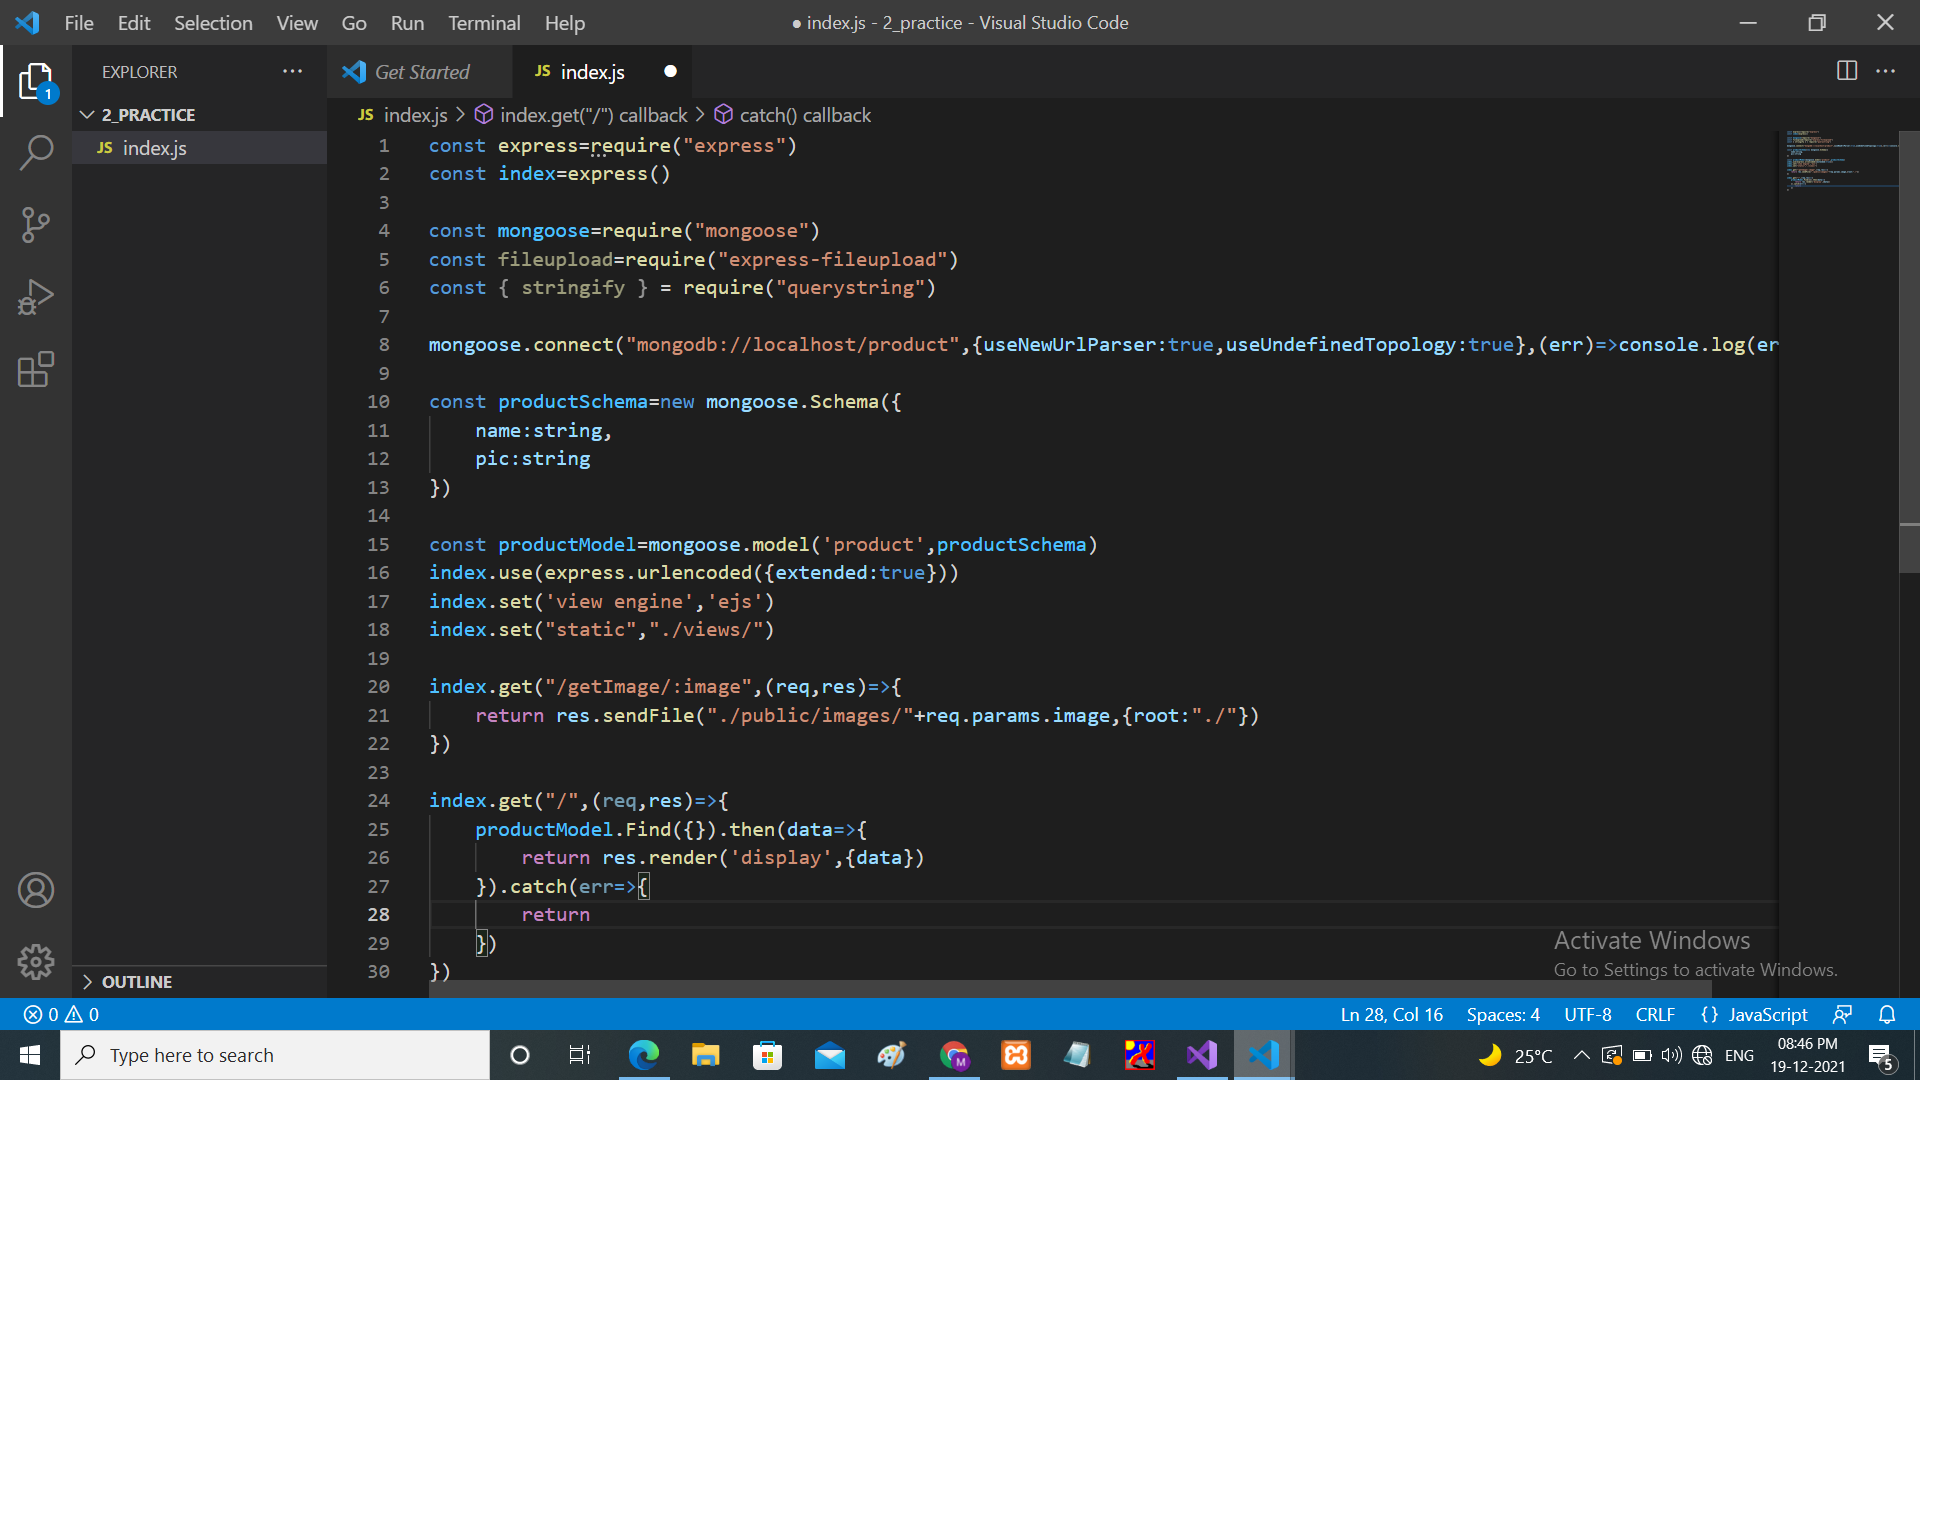 File Edit Selection View Go Run Terminal Help ● index.js - 2_practice - Visual Studio Code
EXPLORER
Get Started
JS index.js
1
2_PRACTICE
JS index.js
JS index.js > index.get("/") callback > catch() callback
1 const express=require("express")
2 const index=express()
3
4 const mongoose=require("mongoose")
5 const fileupload=require("express-fileupload")
6 const { stringify } = require("querystring")
7
8 mongoose.connect("mongodb://localhost/product",{useNewUrlParser:true,useUndefinedTopology:true},(err)=>console.log(er
9
10 const productSchema=new mongoose.Schema({
11 name:string,
12 pic:string
13 })
14
15 const productModel=mongoose.model('product',productSchema)
16 index.use(express.urlencoded({extended:true}))
17 index.set('view engine','ejs')
18 index.set("static","./views/")
19
20 index.get("/getImage/:image",(req,res)=>{
21 return res.sendFile("./public/images/"+req.params.image,{root:"./"})
22 })
23
24 index.get("/",(req,res)=>{
25 productModel.Find({}).then(data=>{
26 return res.render('display',{data})
27 }).catch(err=>{
28 return
29 })
30 })
Activate Windows
Go to Settings to activate Windows.
OUTLINE
0 0 Ln 28, Col 16 Spaces: 4 UTF-8 CRLF {} JavaScript
Type here to search
M
25°C
ENG
08:46 PM
19-12-2021
5